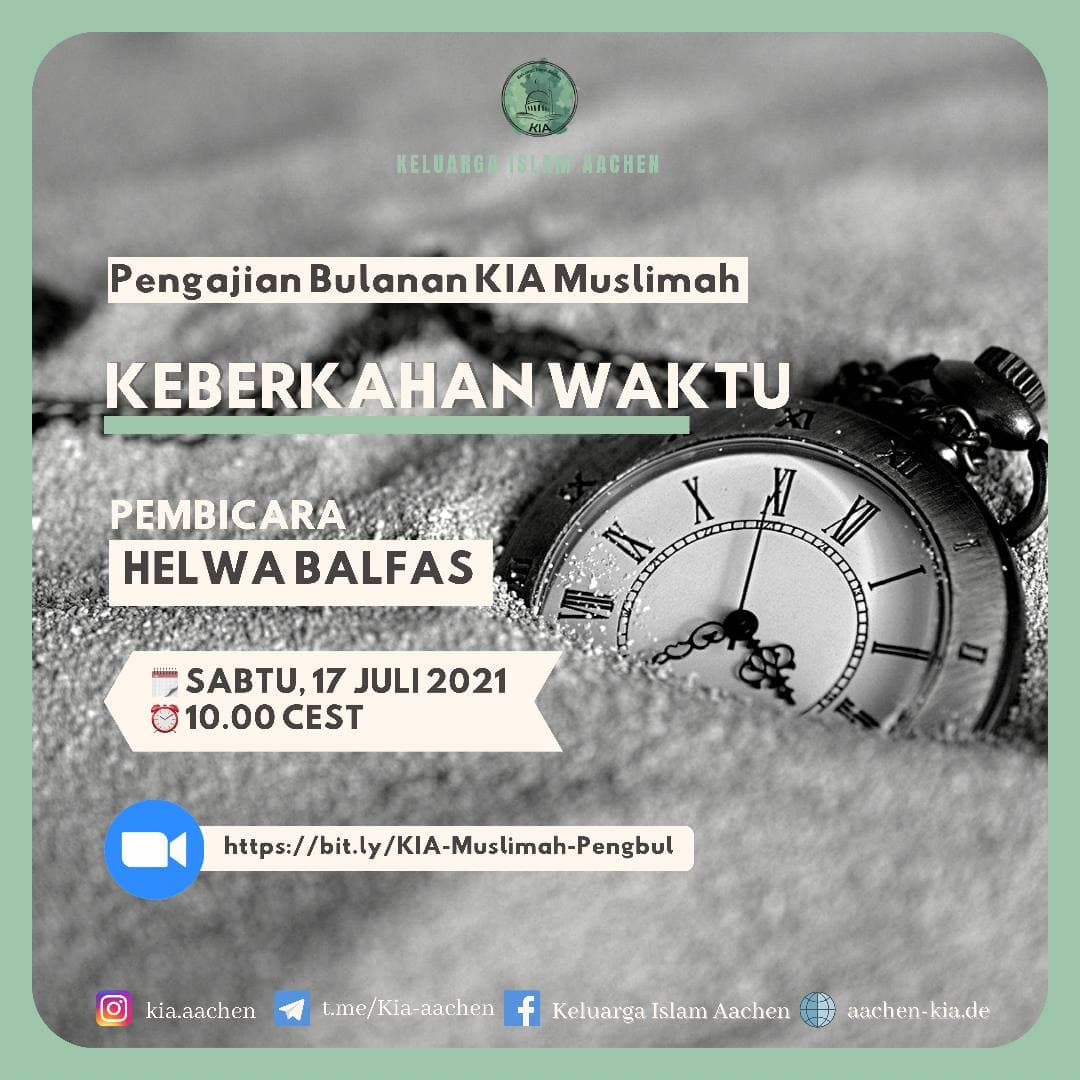 KIA
KELUARGA ISLAM AACHEN
Pengajian Bulanan KIA Muslimah
KEBERKAHAN WAKTU
PEMBICARA
HELWA BALFAS
SABTU, 17 JULI 2021
10.00 CEST
https://bit.ly/KIA-Muslimah-Pengbul
kia.aachen
t.me/Kia-aachen
Keluarga Islam Aachen
aachen-kia.de